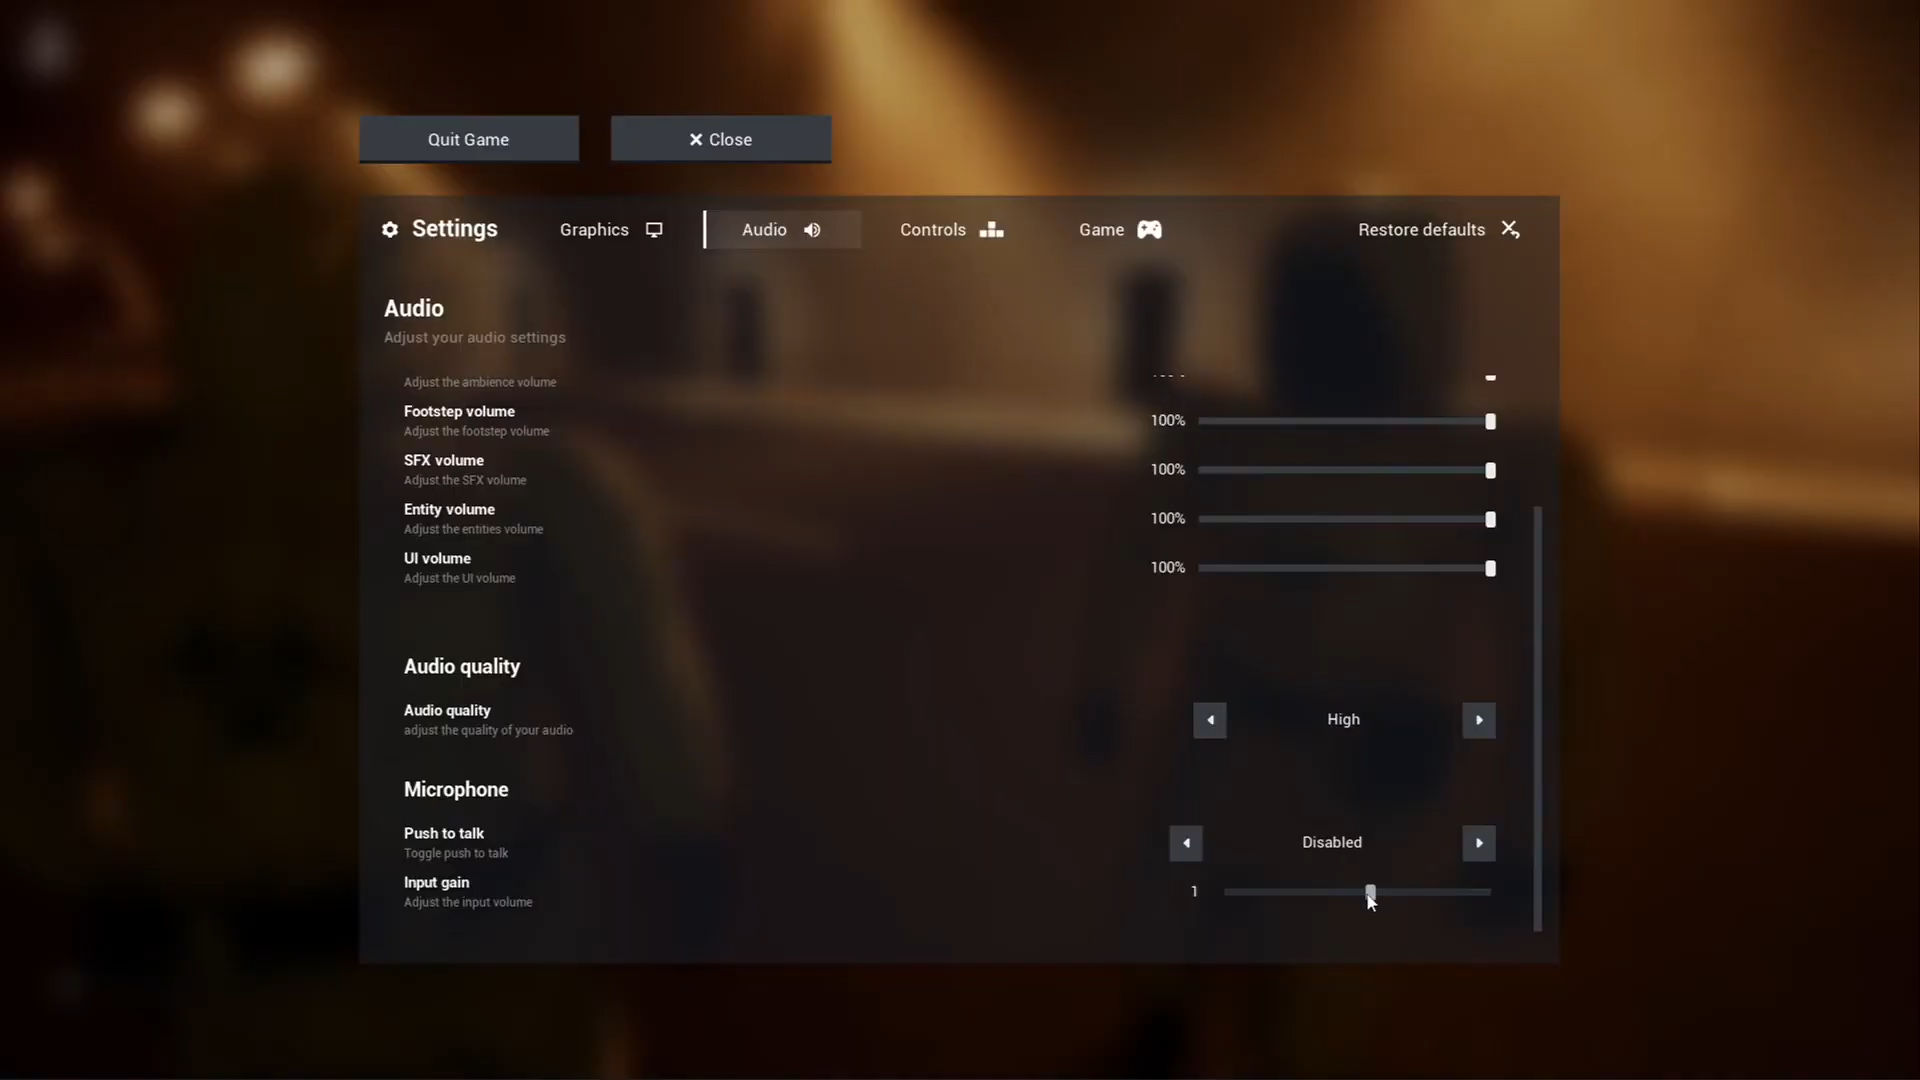 Quit Game
Close
Settings
Graphics
Audio
Controls
Game
Restore defaults
Audio
Adjust your audio settings
Adjust the ambience volume
Footstep volume
100%
Adjust the footstep volume
SFX volume
100%
Adjust the SFX volume
Entity volume
100%
Adjust the entities volume
UI volume
100%
Adjust the UI volume
Audio quality
Audio quality
High
adjust the quality of your audio
Microphone
Push to talk
Disabled
Toggle push to talk
Input gain
1
Adjust the input volume